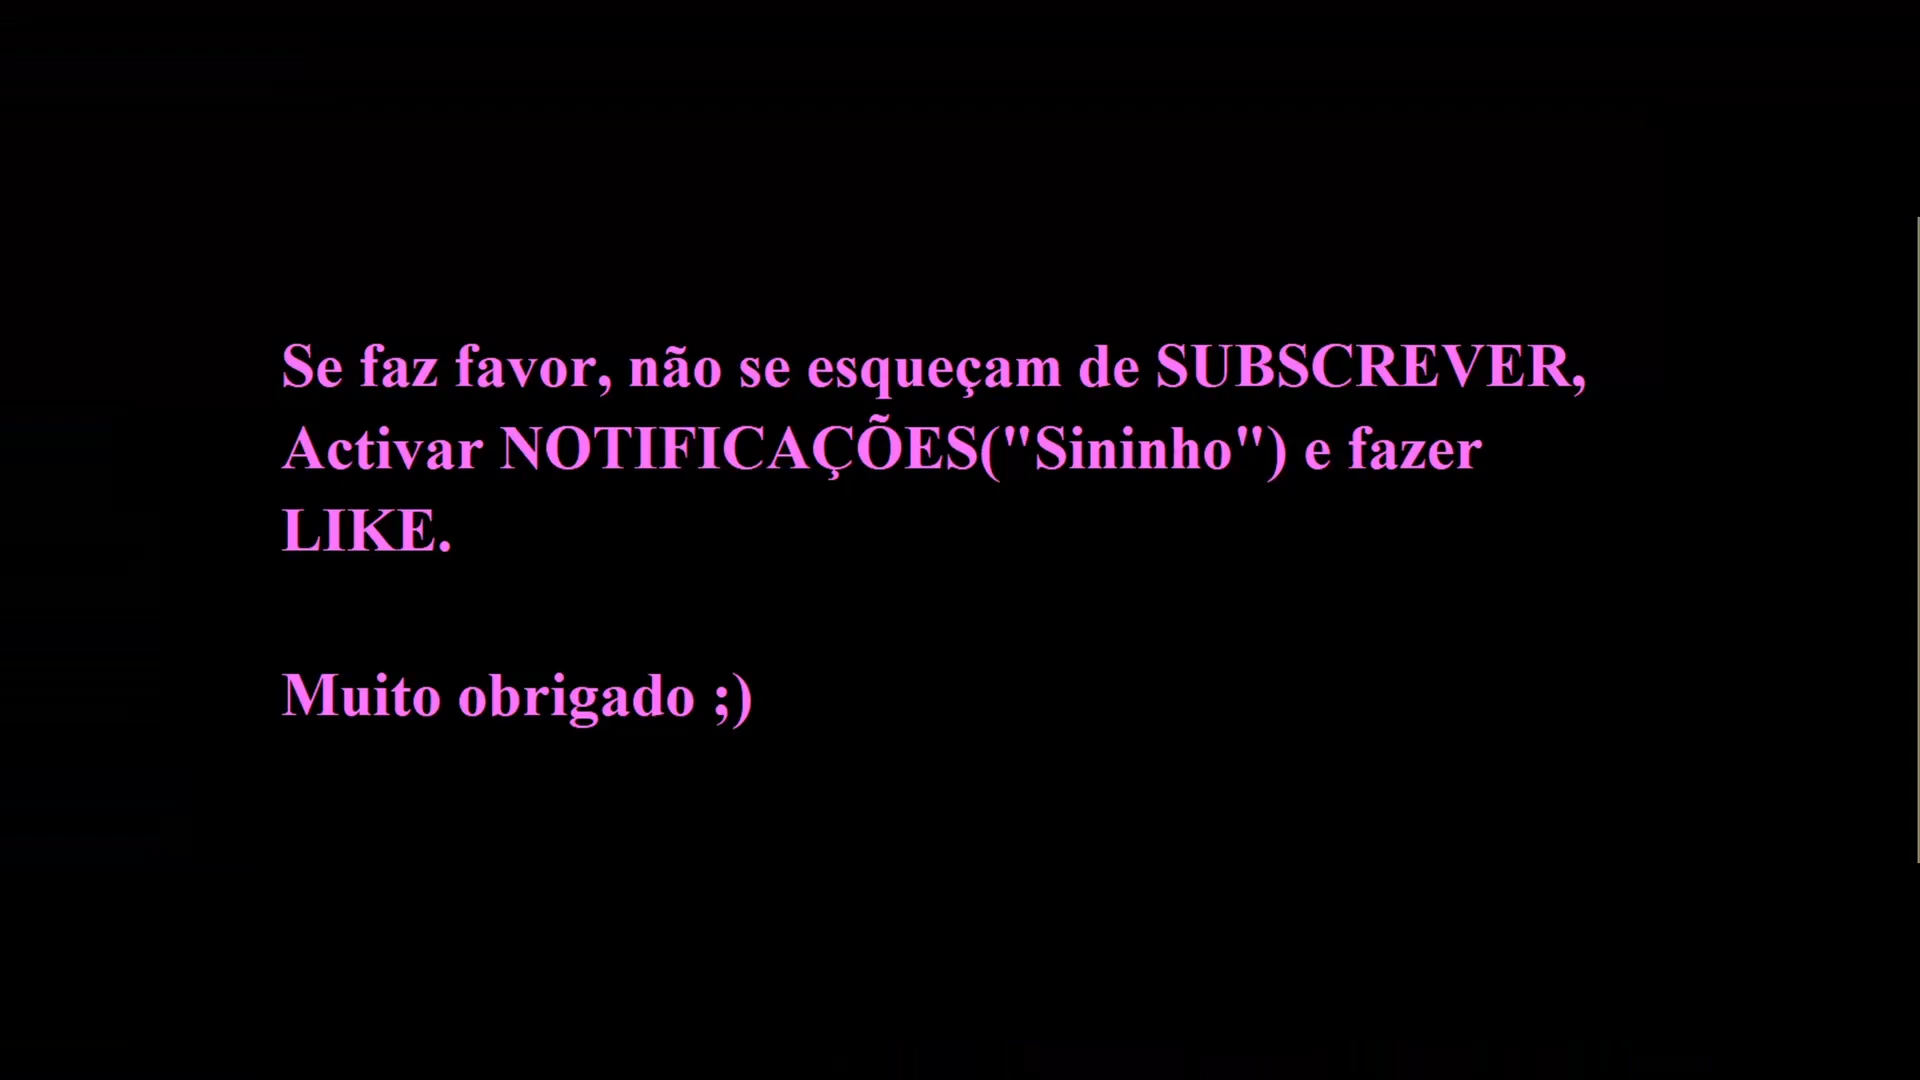 Se faz favor, não se esqueçam de SUBSCREVER,
Activar NOTIFICAÇÕES("Sininho") e fazer
LIKE.
Muito obrigado ;)